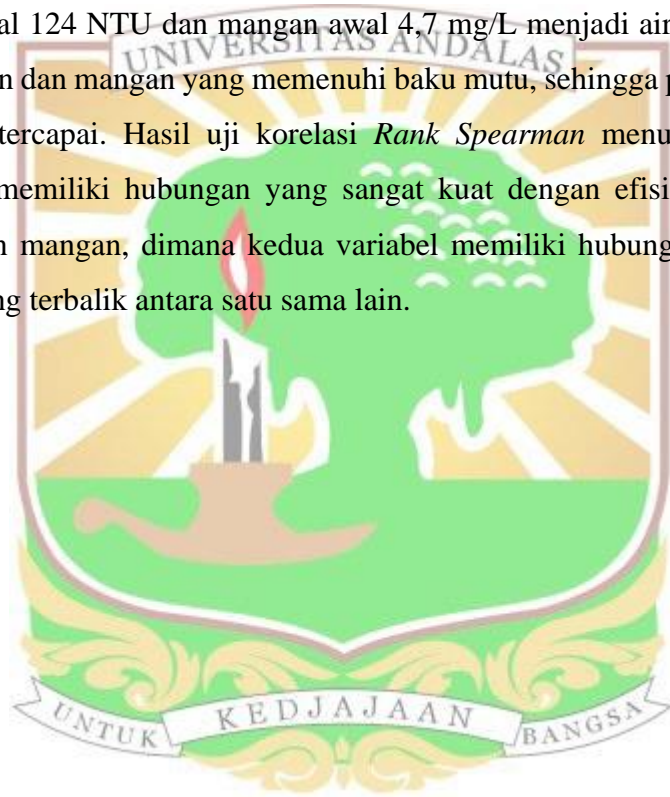 al 124 NTU dan mangan awal 4,7 mg/L menjadi air
UNIVERSITAS ANDALAS
n dan mangan yang memenuhi baku mutu, sehingga p
tercapai. Hasil uji korelasi Rank Spearman menu
memiliki hubungan yang sangat kuat dengan efisi
n mangan, dimana kedua variabel memiliki hubung
ng terbalik antara satu sama lain.
UNTUK KEDJAJAAN BANGSA